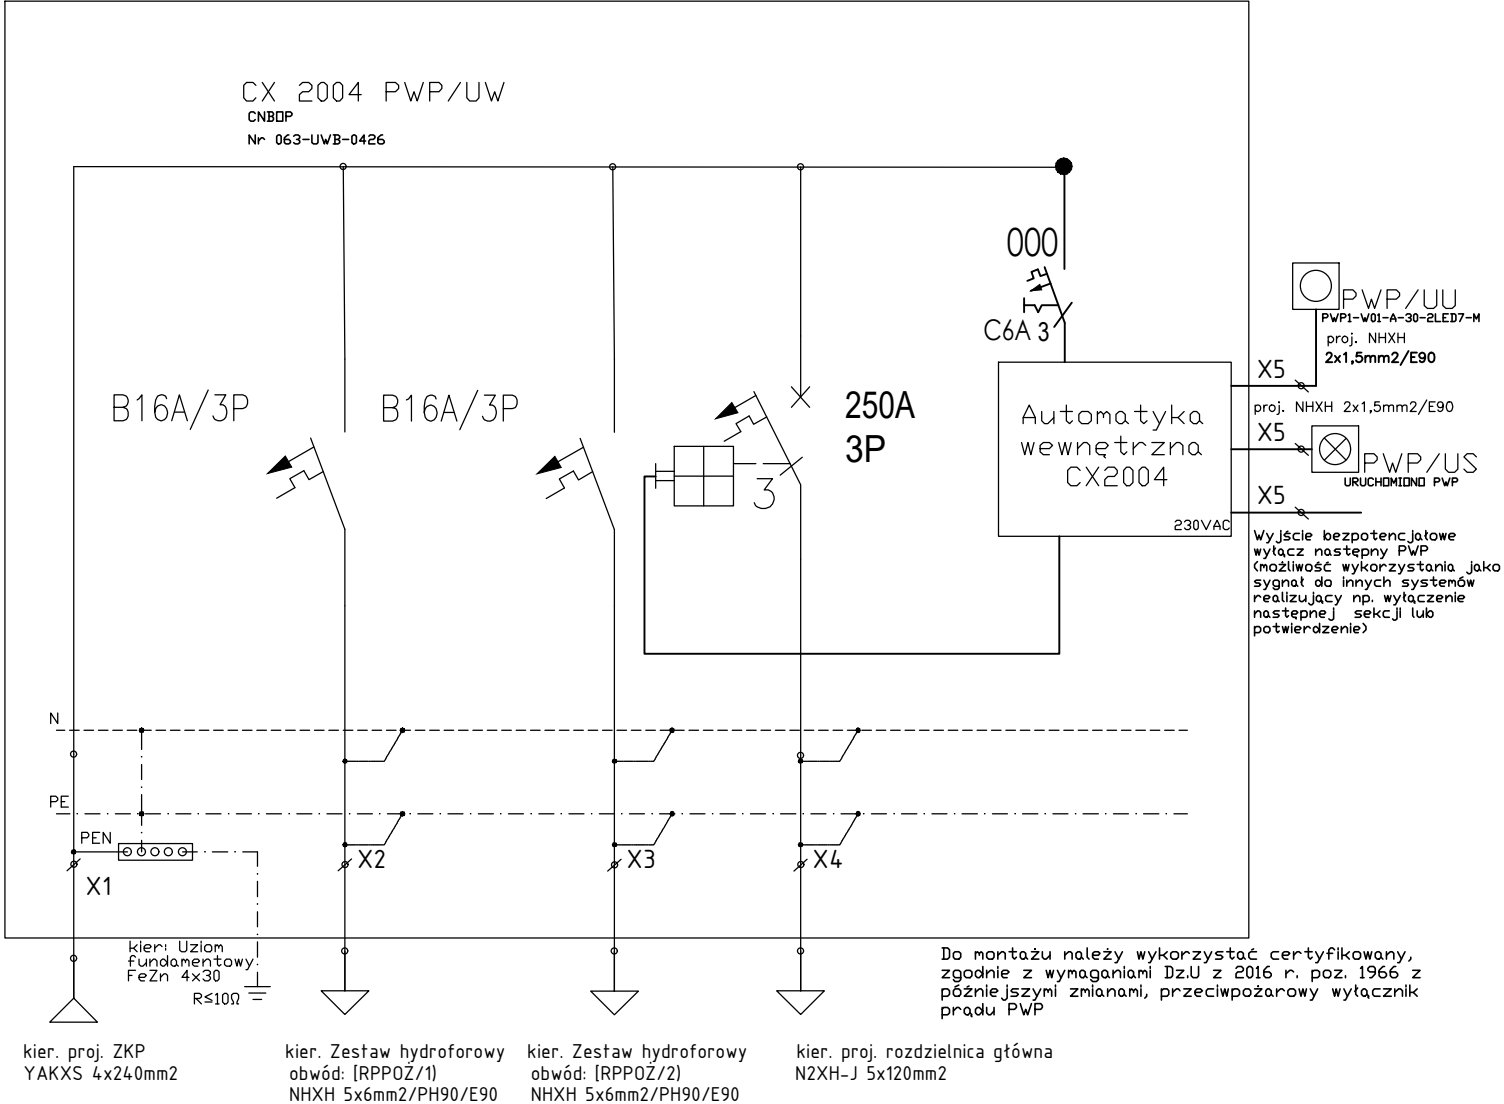 CX 2004 PWP/UW
CNBOP
Nr 063-UWB-0426
000
C6A 3
B16A/3P
B16A/3P
250A
3P
3
Automatyka
wewnętrzna
CX2004
230VAC
PWP/UU
PWP1-W01-A-30-2LED7-M
proj. NHXH
2x1,5mm2/E90
X5
proj. NHXH 2x1,5mm2/E90
X5
PWP/US
URUCHOMIONO PWP
X5
Wyjście bezpotencjałowe
wyłącz następny PWP
(możliwość wykorzystania jako
sygnał do innych systemów
realizujący np. wyłączenie
następnej sekcji lub
potwierdzenie)
N
PE
PEN
X1
X2
X3
X4
kier: Uziom
fundamentowy
FeZn 4x30
R≤10Ω
Do montażu należy wykorzystać certyfikowany,
zgodnie z wymaganiami Dz.U z 2016 r. poz. 1966 z
późniejszymi zmianami, przeciwpożarowy wyłącznik
prądu PWP
kier. proj. ZKP
YAKXS 4x240mm2
kier. Zestaw hydroforowy
obwód: [RPPOŻ/1)
NHXH 5x6mm2/PH90/E90
kier. Zestaw hydroforowy
obwód: [RPPOŻ/2)
NHXH 5x6mm2/PH90/E90
kier. proj. rozdzielnica główna
N2XH-J 5x120mm2